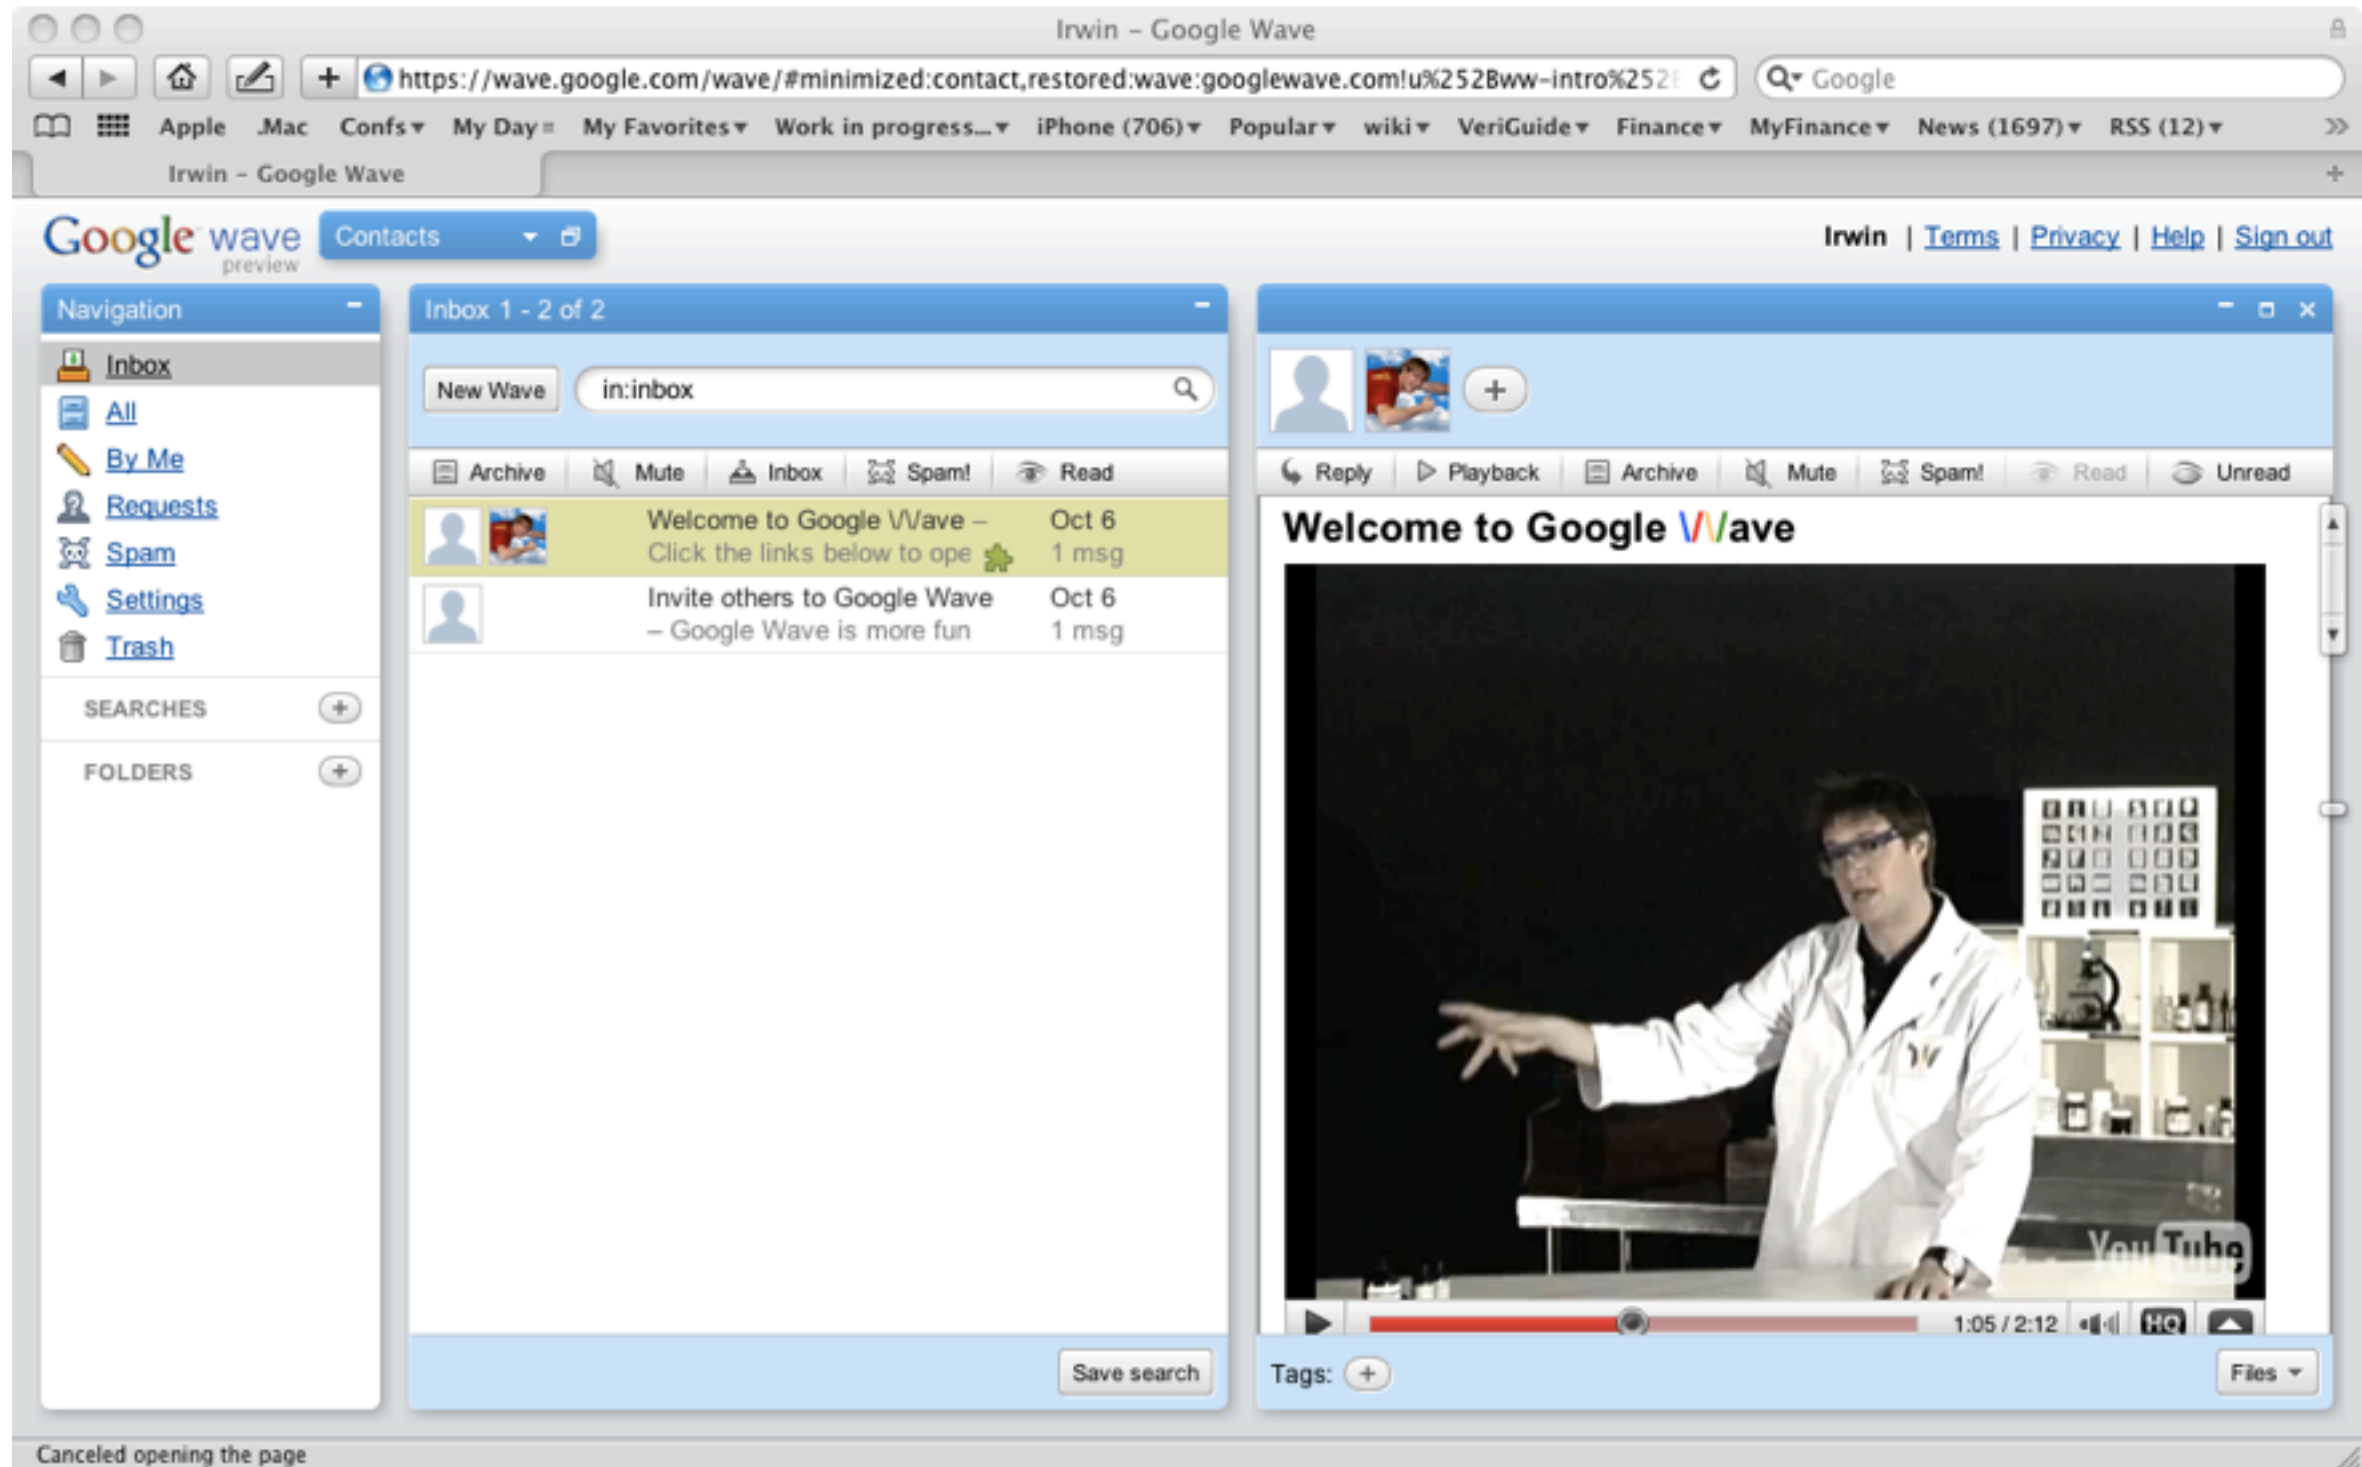 Irwin – Google Wave
https://wave.google.com/wave/#minimized:contact,restored:wave:googlewave.com!u%252Bww-intro%252
Google
Apple .Mac Confs My Day My Favorites Work in progress... iPhone (706) Popular wiki VeriGuide Finance MyFinance News (1697) RSS (12)
Irwin – Google Wave
Google wave
preview
Contacts
Irwin | Terms | Privacy | Help | Sign out
Navigation
Inbox
All
By Me
Requests
Spam
Settings
Trash
SEARCHES
FOLDERS
Inbox 1 - 2 of 2
New Wave
in:inbox
Archive Mute Inbox Spam! Read
Welcome to Google \/\/ave – Oct 6
Click the links below to ope 1 msg
Invite others to Google Wave Oct 6
– Google Wave is more fun 1 msg
Save search
Reply Playback Archive Mute Spam! Read Unread
Welcome to Google \/\/ave
YouTube
1:05 / 2:12 HQ
Tags:
Files
Canceled opening the page